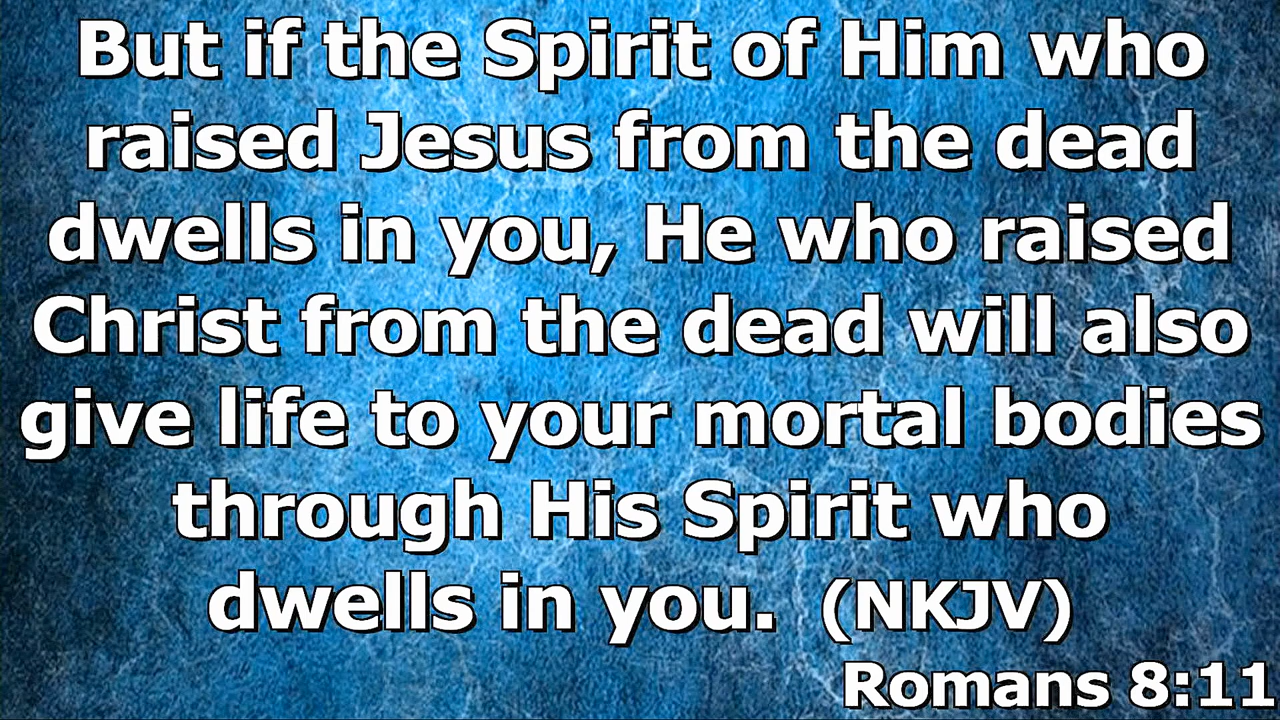 But if the Spirit of Him who
raised Jesus from the dead
dwells in you, He who raised
Christ from the dead will also
give life to your mortal bodies
through His Spirit who
dwells in you. (NKJV)
Romans 8:11